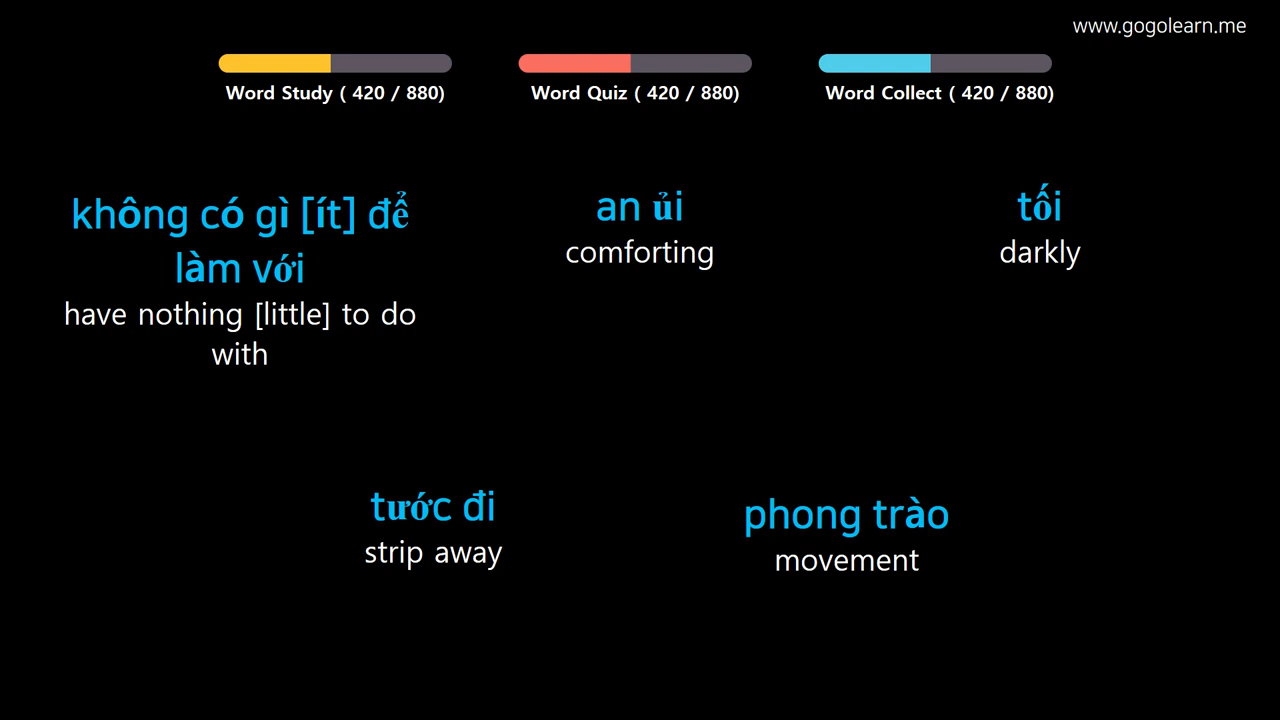 www.gogolearn.me
Word Study ( 420 / 880)
Word Quiz ( 420 / 880)
Word Collect ( 420 / 880)
không có gì [ít] để
làm với
have nothing [little] to do
with
an ủi
comforting
tối
darkly
tước đi
strip away
phong trào
movement